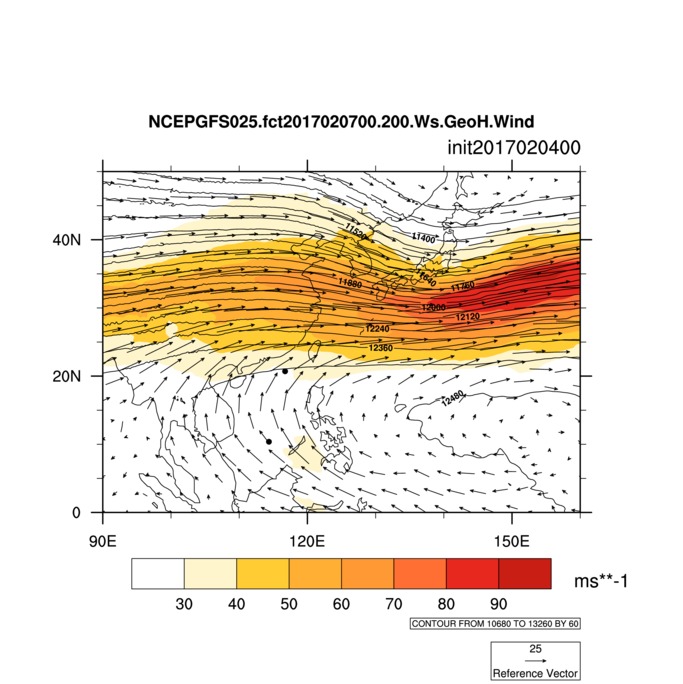 NCEPGFS025.fct2017020700.200.Ws.GeoH.Wind
init2017020400
40N
20N
0
90E
120E
150E
11520
11400
11880
11640
11760
12000
12120
12240
12360
12480
30 40 50 60 70 80 90
ms**-1
CONTOUR FROM 10680 TO 13260 BY 60
25
Reference Vector